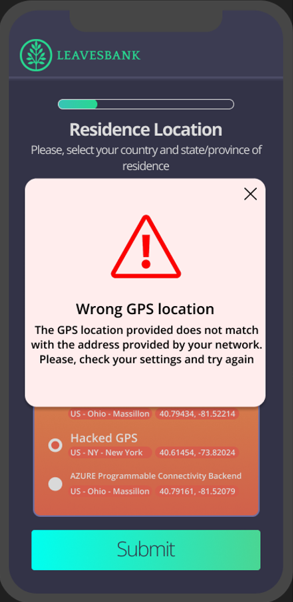 LEAVESBANK
Residence Location
Please, select your country and state/province of
residence
Wrong GPS location
The GPS location provided does not match
with the address provided by your network.
Please, check your settings and try again
US - Ohio - Massillon 40.79434, -81.52214
Hacked GPS
US - NY - New York 40.61454, -73.82024
AZURE Programmable Connectivity Backend
US - Ohio - Massillon 40.79161, -81.52079
Submit